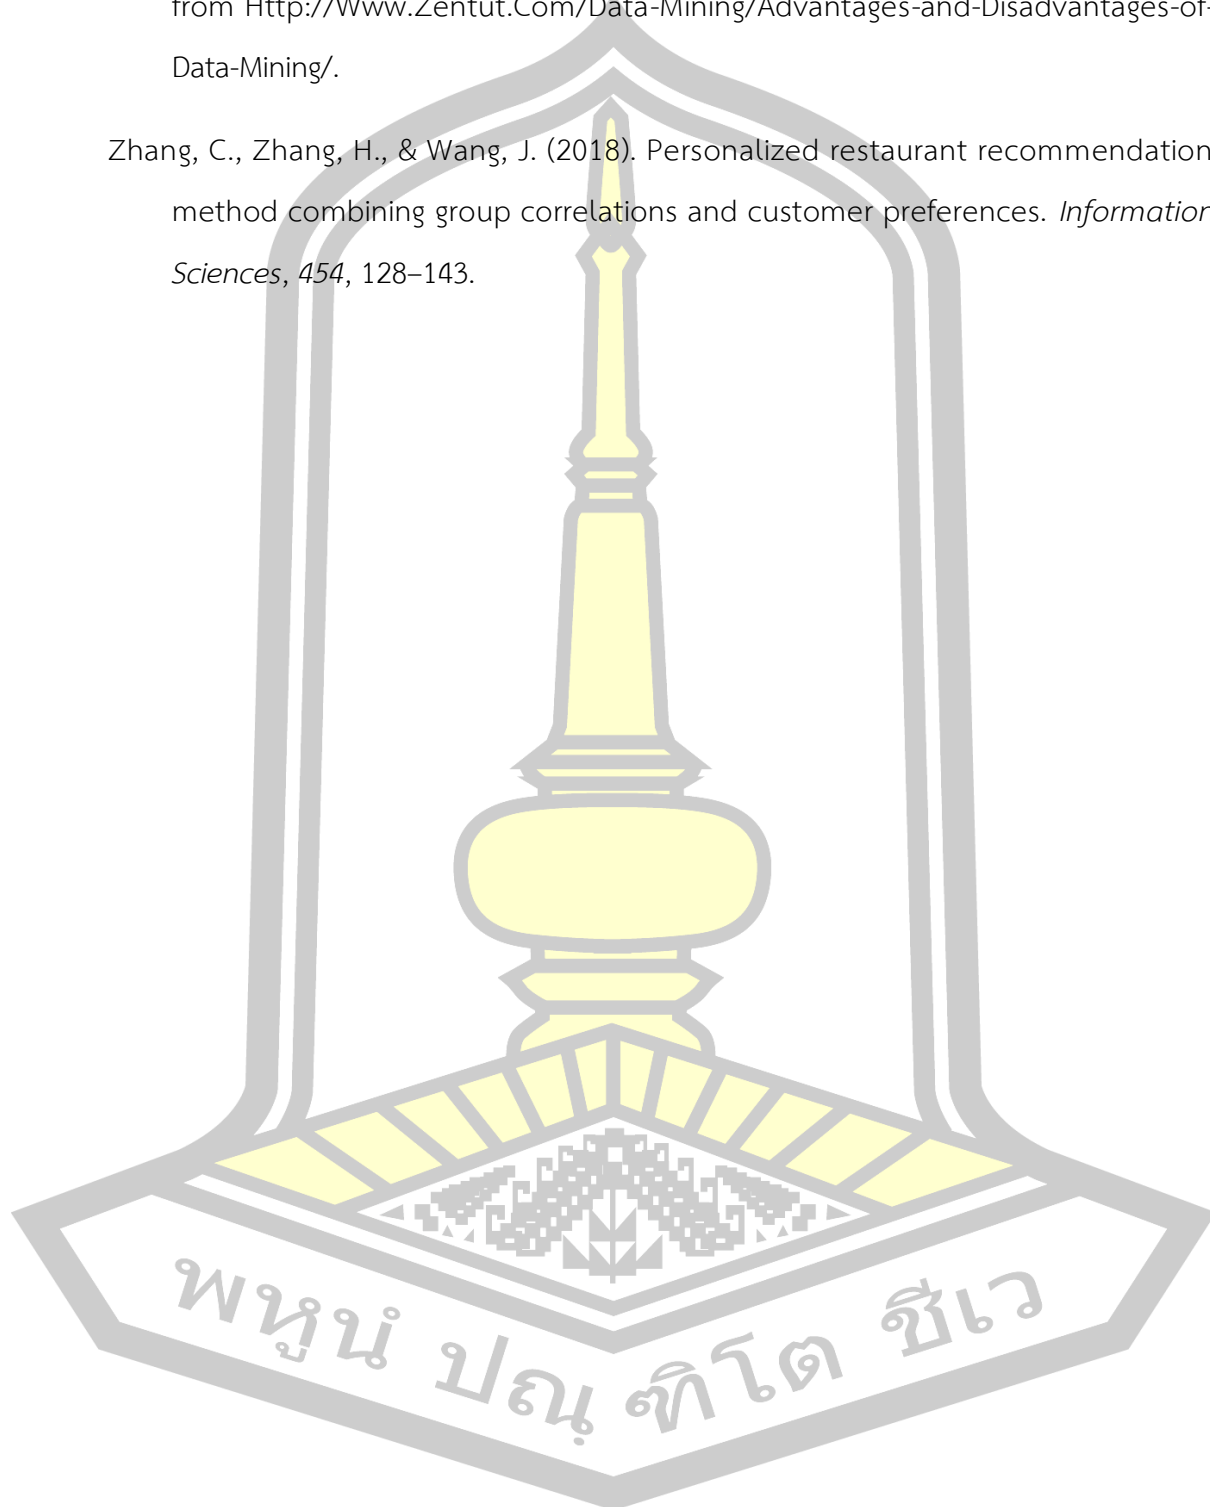 from Http://Www.Zentut.Com/Data-Mining/Advantages-and-Disadvantages-of-
Data-Mining/.
Zhang, C., Zhang, H., & Wang, J. (2018). Personalized restaurant recommendation
method combining group correlations and customer preferences. Information
Sciences, 454, 128–143.
พหูนํ ปณฺฑิโต ชีเว